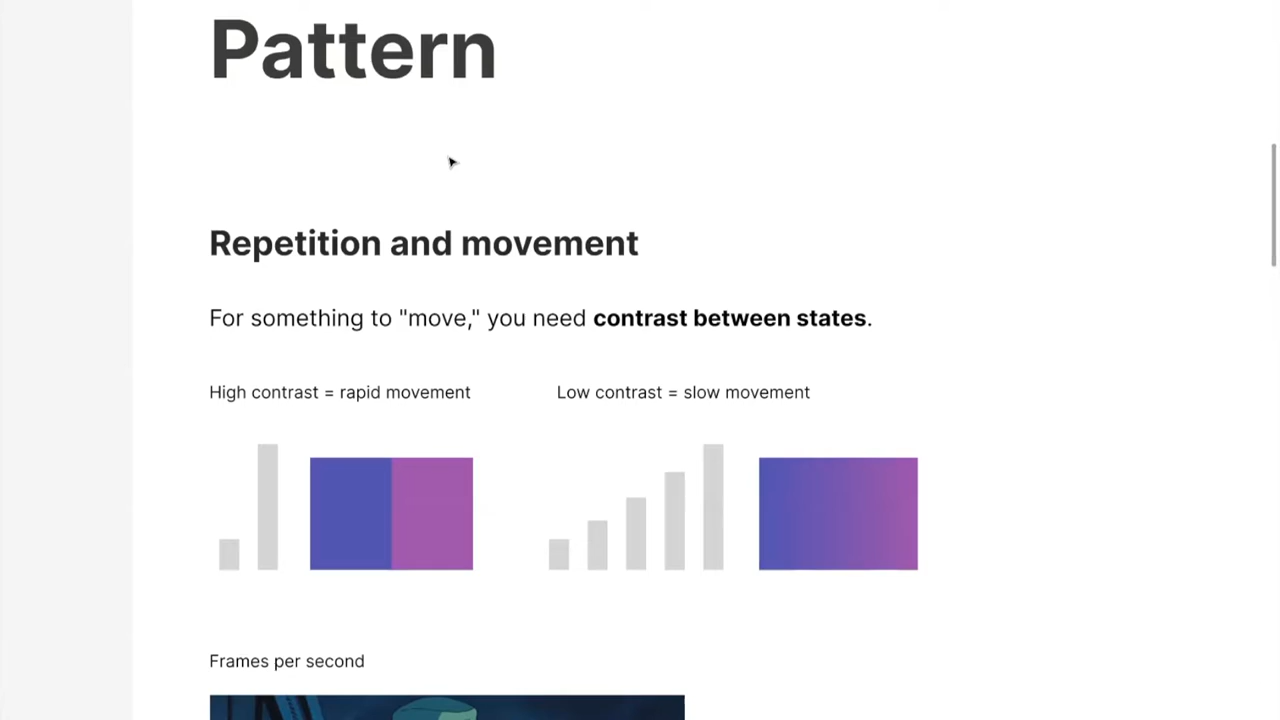 Pattern
Repetition and movement
For something to "move," you need contrast between states.
High contrast = rapid movement
Low contrast = slow movement
Frames per second